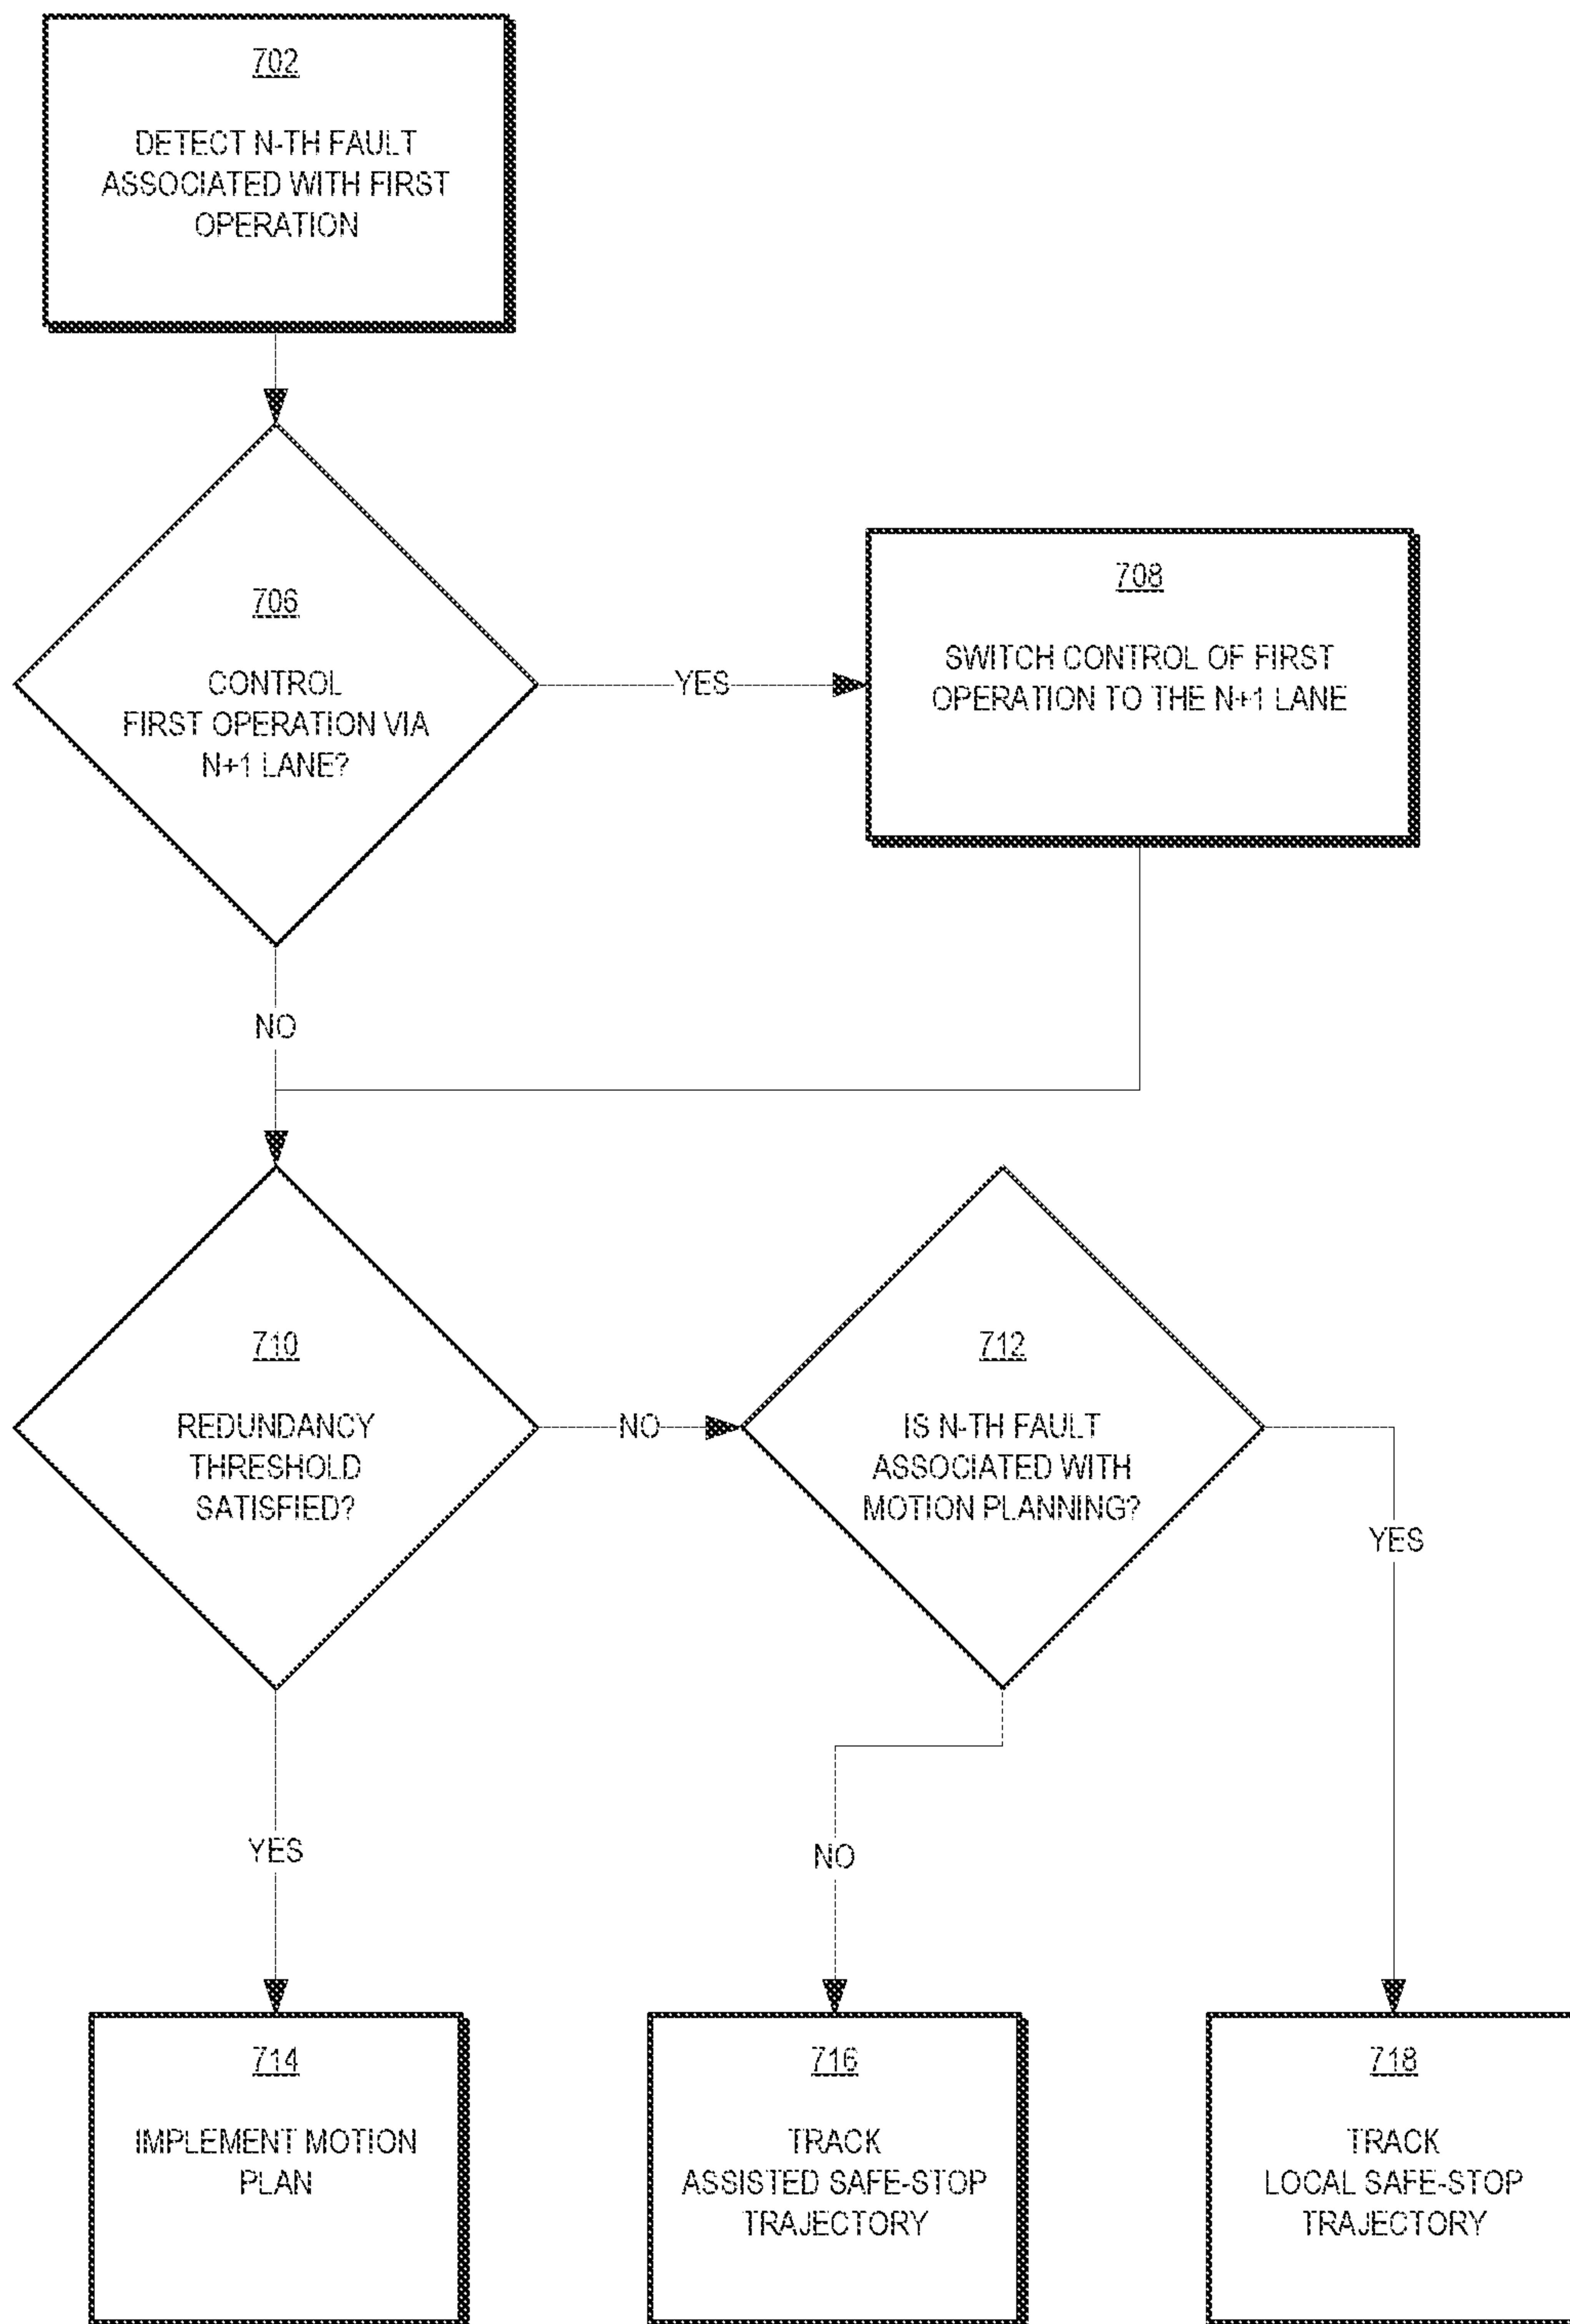 702
DETECT N-TH FAULT
ASSOCIATED WITH FIRST
OPERATION
706
CONTROL
FIRST OPERATION VIA
N+1 LANE?
YES
708
SWITCH CONTROL OF FIRST
OPERATION TO THE N+1 LANE
NO
710
REDUNDANCY
THRESHOLD
SATISFIED?
NO
712
IS N-TH FAULT
ASSOCIATED WITH
MOTION PLANNING?
YES
YES
NO
714
IMPLEMENT MOTION
PLAN
716
TRACK
ASSISTED SAFE-STOP
TRAJECTORY
718
TRACK
LOCAL SAFE-STOP
TRAJECTORY